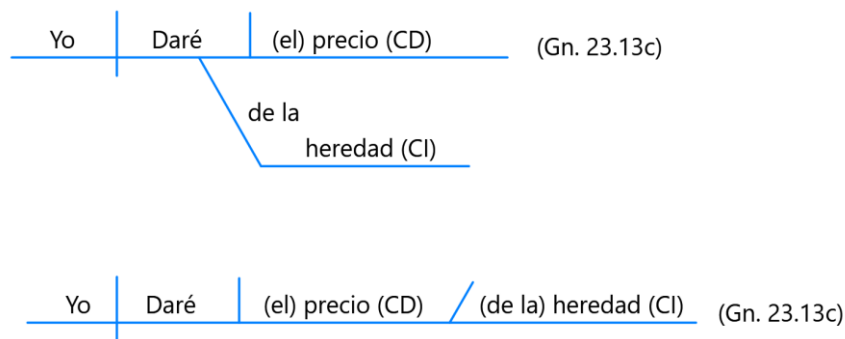 Yo Daré (el) precio (CD) (Gn. 23.13c)
de la
heredad (CI)
Yo Daré (el) precio (CD) (de la) heredad (CI) (Gn. 23.13c)